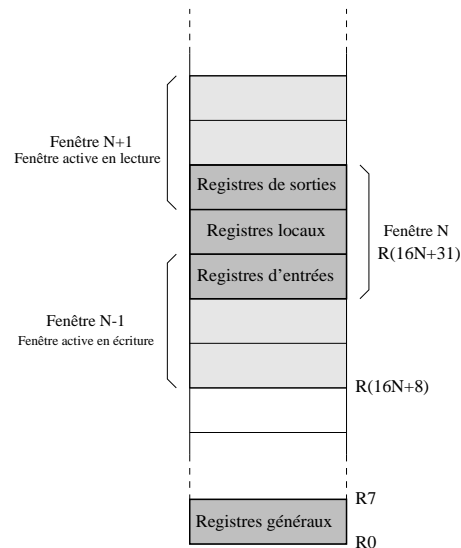 Fenêtre N+1
Fenêtre active en lecture
Registres de sorties
Registres locaux
Registres d'entrées
Fenêtre N
R(16N+31)
Fenêtre N-1
Fenêtre active en écriture
R(16N+8)
R7
Registres généraux
R0